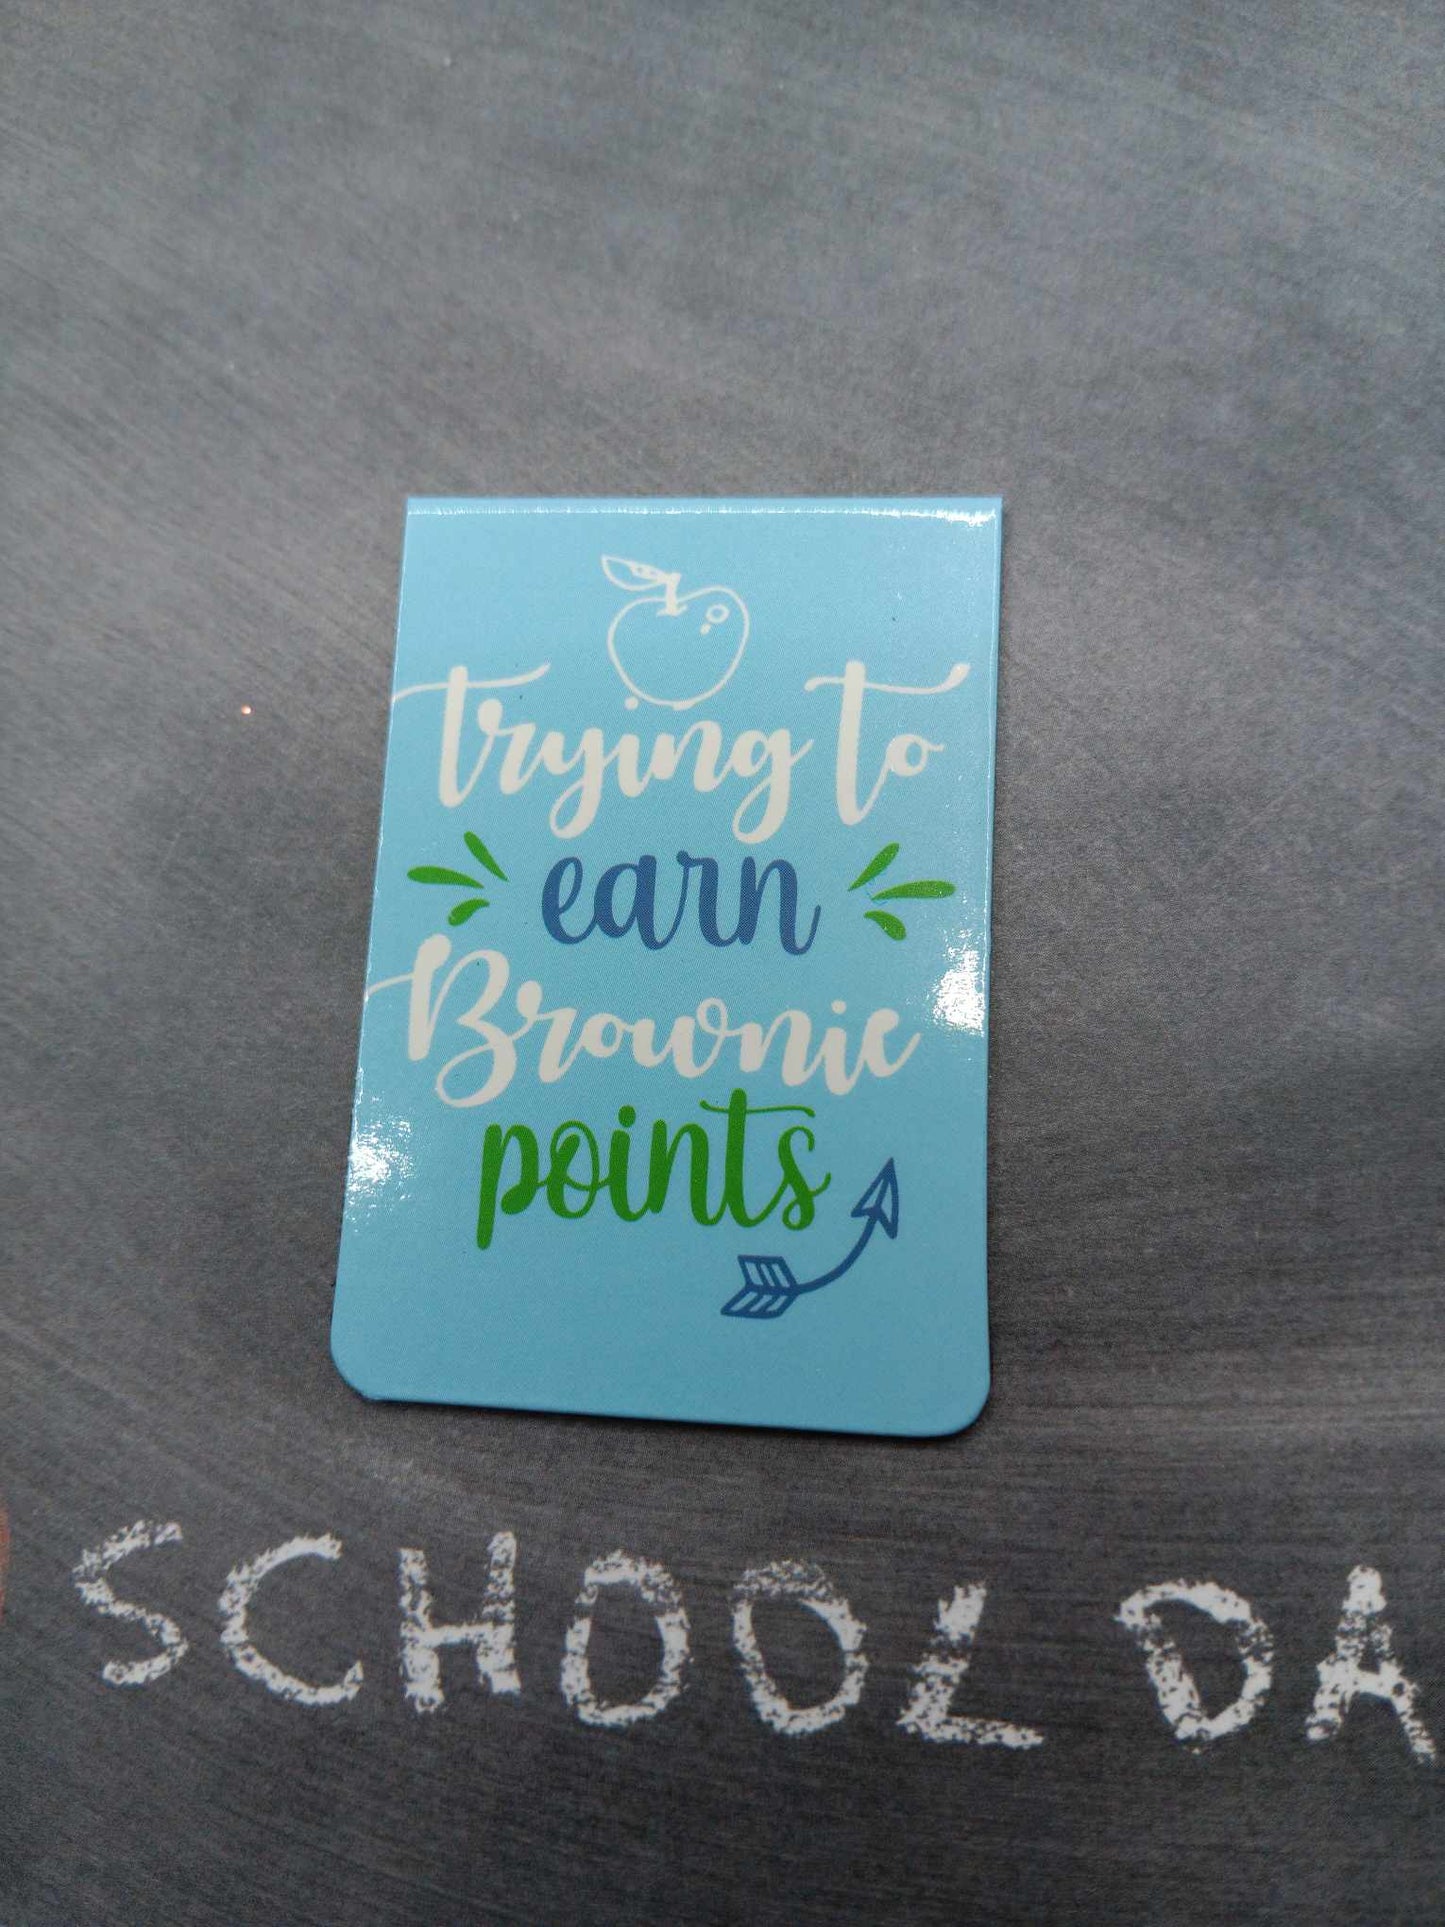 trying to
earn
Brownie
points
SCHOOL DA